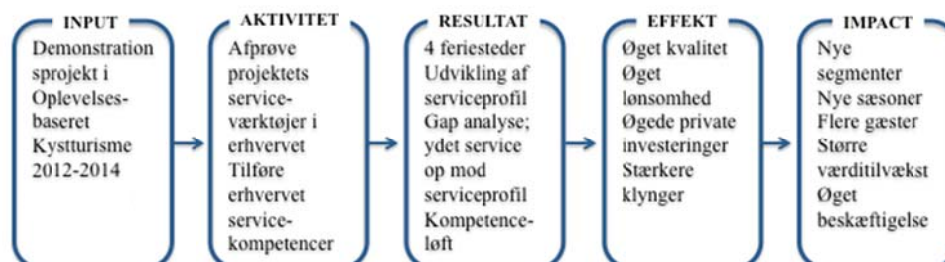 INPUT
Demonstration
sprojekt i
Oplevelses-
baseret
Kystturisme
2012-2014
AKTIVITET
Afprøve
projektets
service-
værktøjer i
erhvervet
Tilføre
erhvervet
service-
kompetencer
RESULTAT
4 feriesteder
Udvikling af
serviceprofil
Gap analyse;
ydet service
op mod
serviceprofil
Kompetence-
løft
EFFEKT
Øget kvalitet
Øget
lønsomhed
Øgede private
investeringer
Stærkere
klynger
IMPACT
Nye
segmenter
Nye sæsoner
Flere gæster
Større
værditilvækst
Øget
beskæftigelse